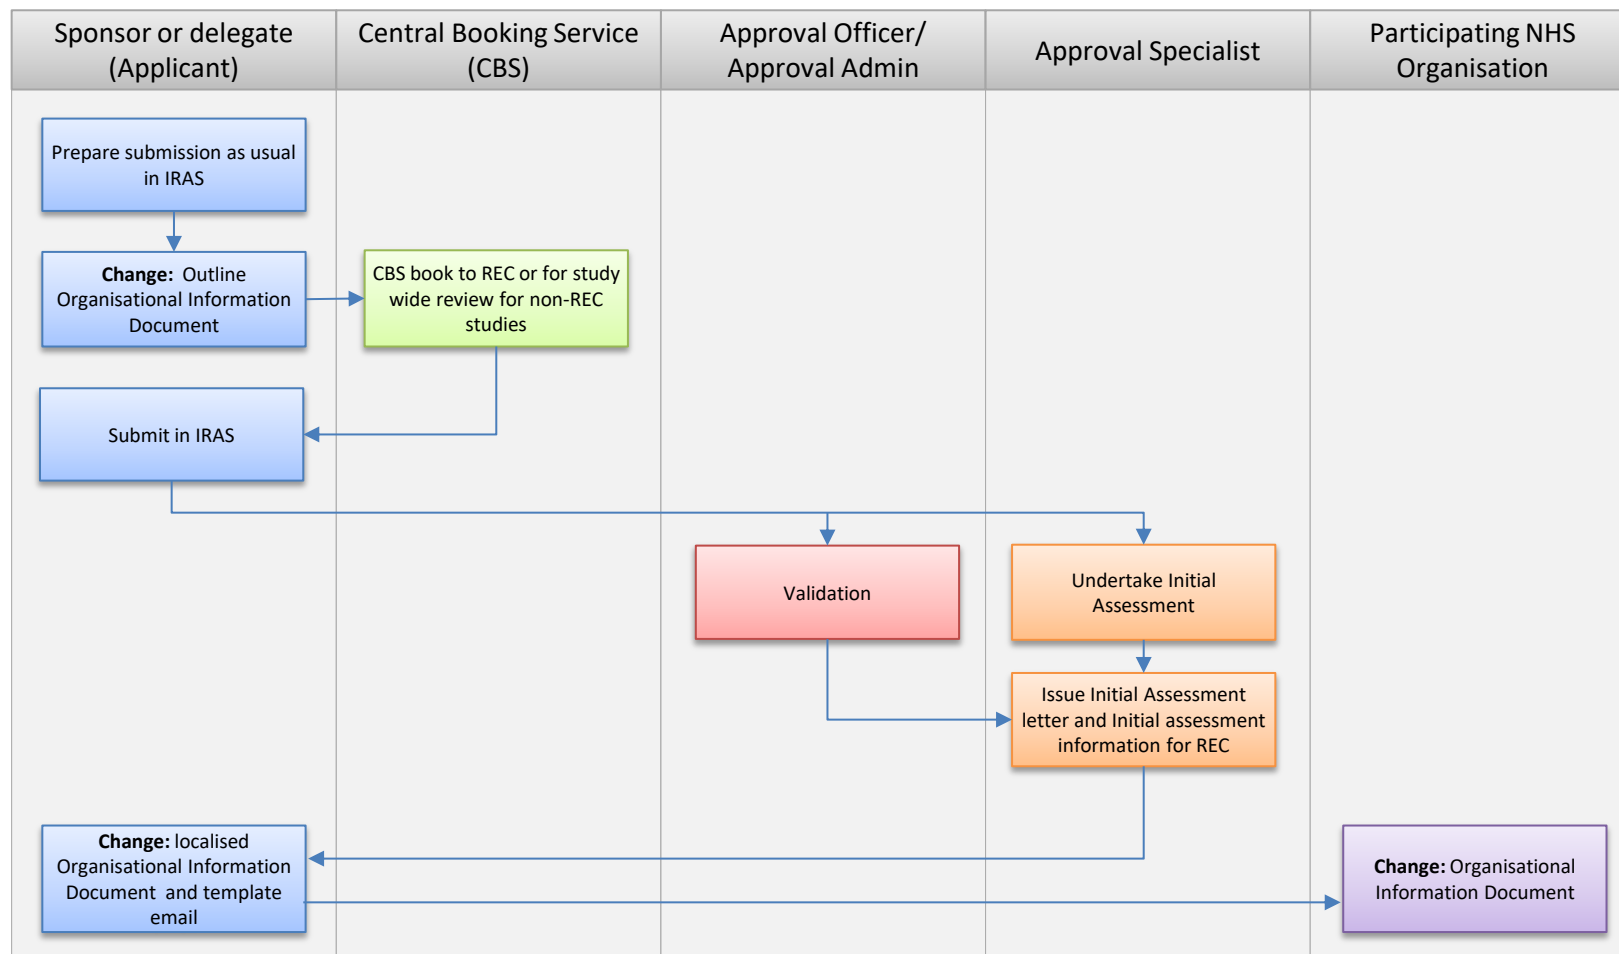 Sponsor or delegate
(Applicant)
Central Booking Service
(CBS)
Approval Officer/
Approval Admin
Approval Specialist
Participating NHS
Organisation
Prepare submission as usual
in IRAS
Change: Outline
Organisational Information
Document
CBS book to REC or for study
wide review for non-REC
studies
Submit in IRAS
Validation
Undertake Initial
Assessment
Issue Initial Assessment
letter and Initial assessment
information for REC
Change: localised
Organisational Information
Document and template
email
Change: Organisational
Information Document